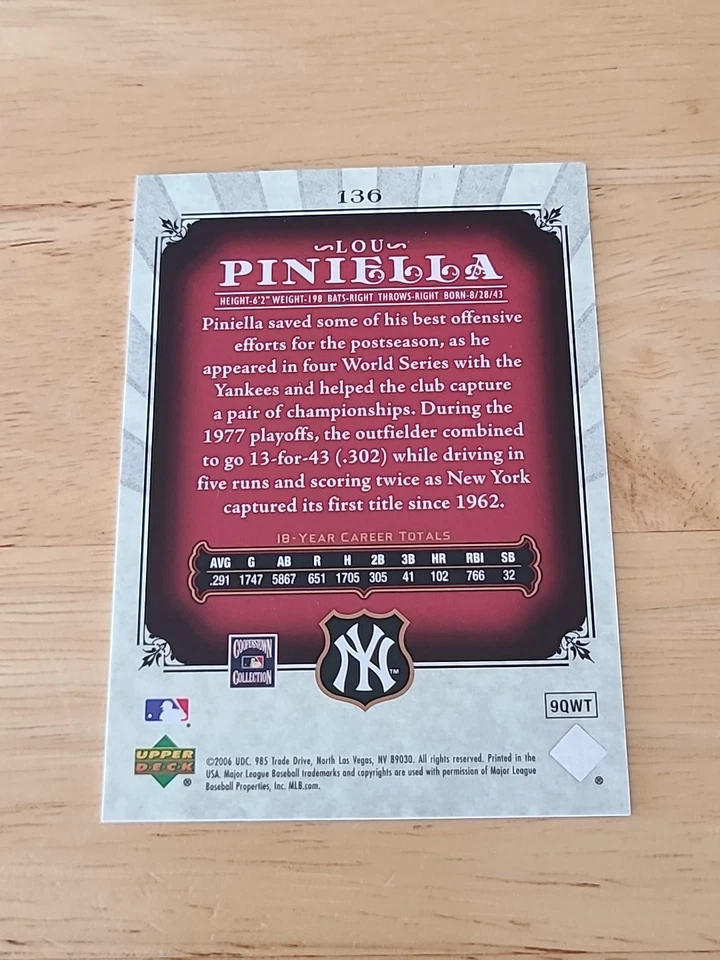 136
LOU
PINIELLA
HEIGHT-6'2" WEIGHT-198 BATS-RIGHT THROWS-RIGHT BORN-8/28/43
Piniella saved some of his best offensive
efforts for the postseason, as he
appeared in four World Series with the
Yankees and helped the club capture
a pair of championships. During the
1977 playoffs, the outfielder combined
to go 13-for-43 (.302) while driving in
five runs and scoring twice as New York
captured its first title since 1962.
18-YEAR CAREER TOTALS
AVG G AB R H 2B 3B HR RBI SB
.291 1747 5867 651 1705 305 41 102 766 32
COOPERSTOWN
COLLECTION
NY
™
9QWT
UPPER
DECK
®
®
©2006 UDC. 985 Trade Drive, North Las Vegas, NV 89030. All rights reserved. Printed in the
USA. Major League Baseball trademarks and copyrights are used with permission of Major League
Baseball Properties, Inc. MLB.com.